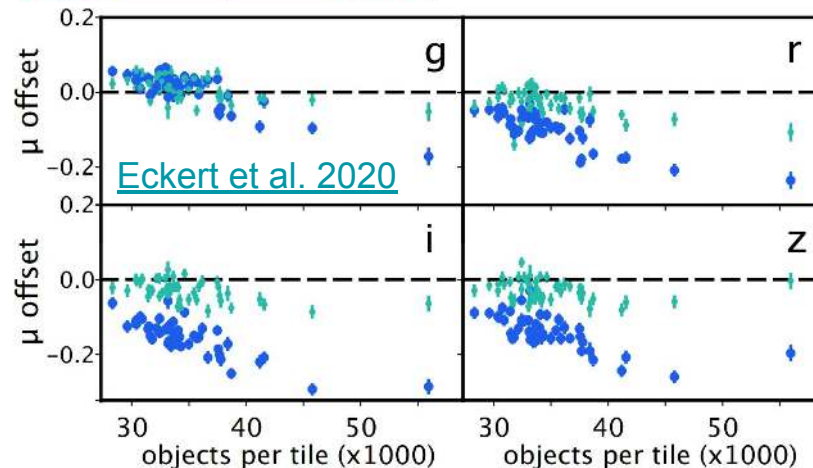 0.2
g
r
μ offset
0.0
−0.2
Eckert et al. 2020
0.2
i
z
μ offset
0.0
−0.2
30 40 50
30 40 50
objects per tile (x1000)
objects per tile (x1000)